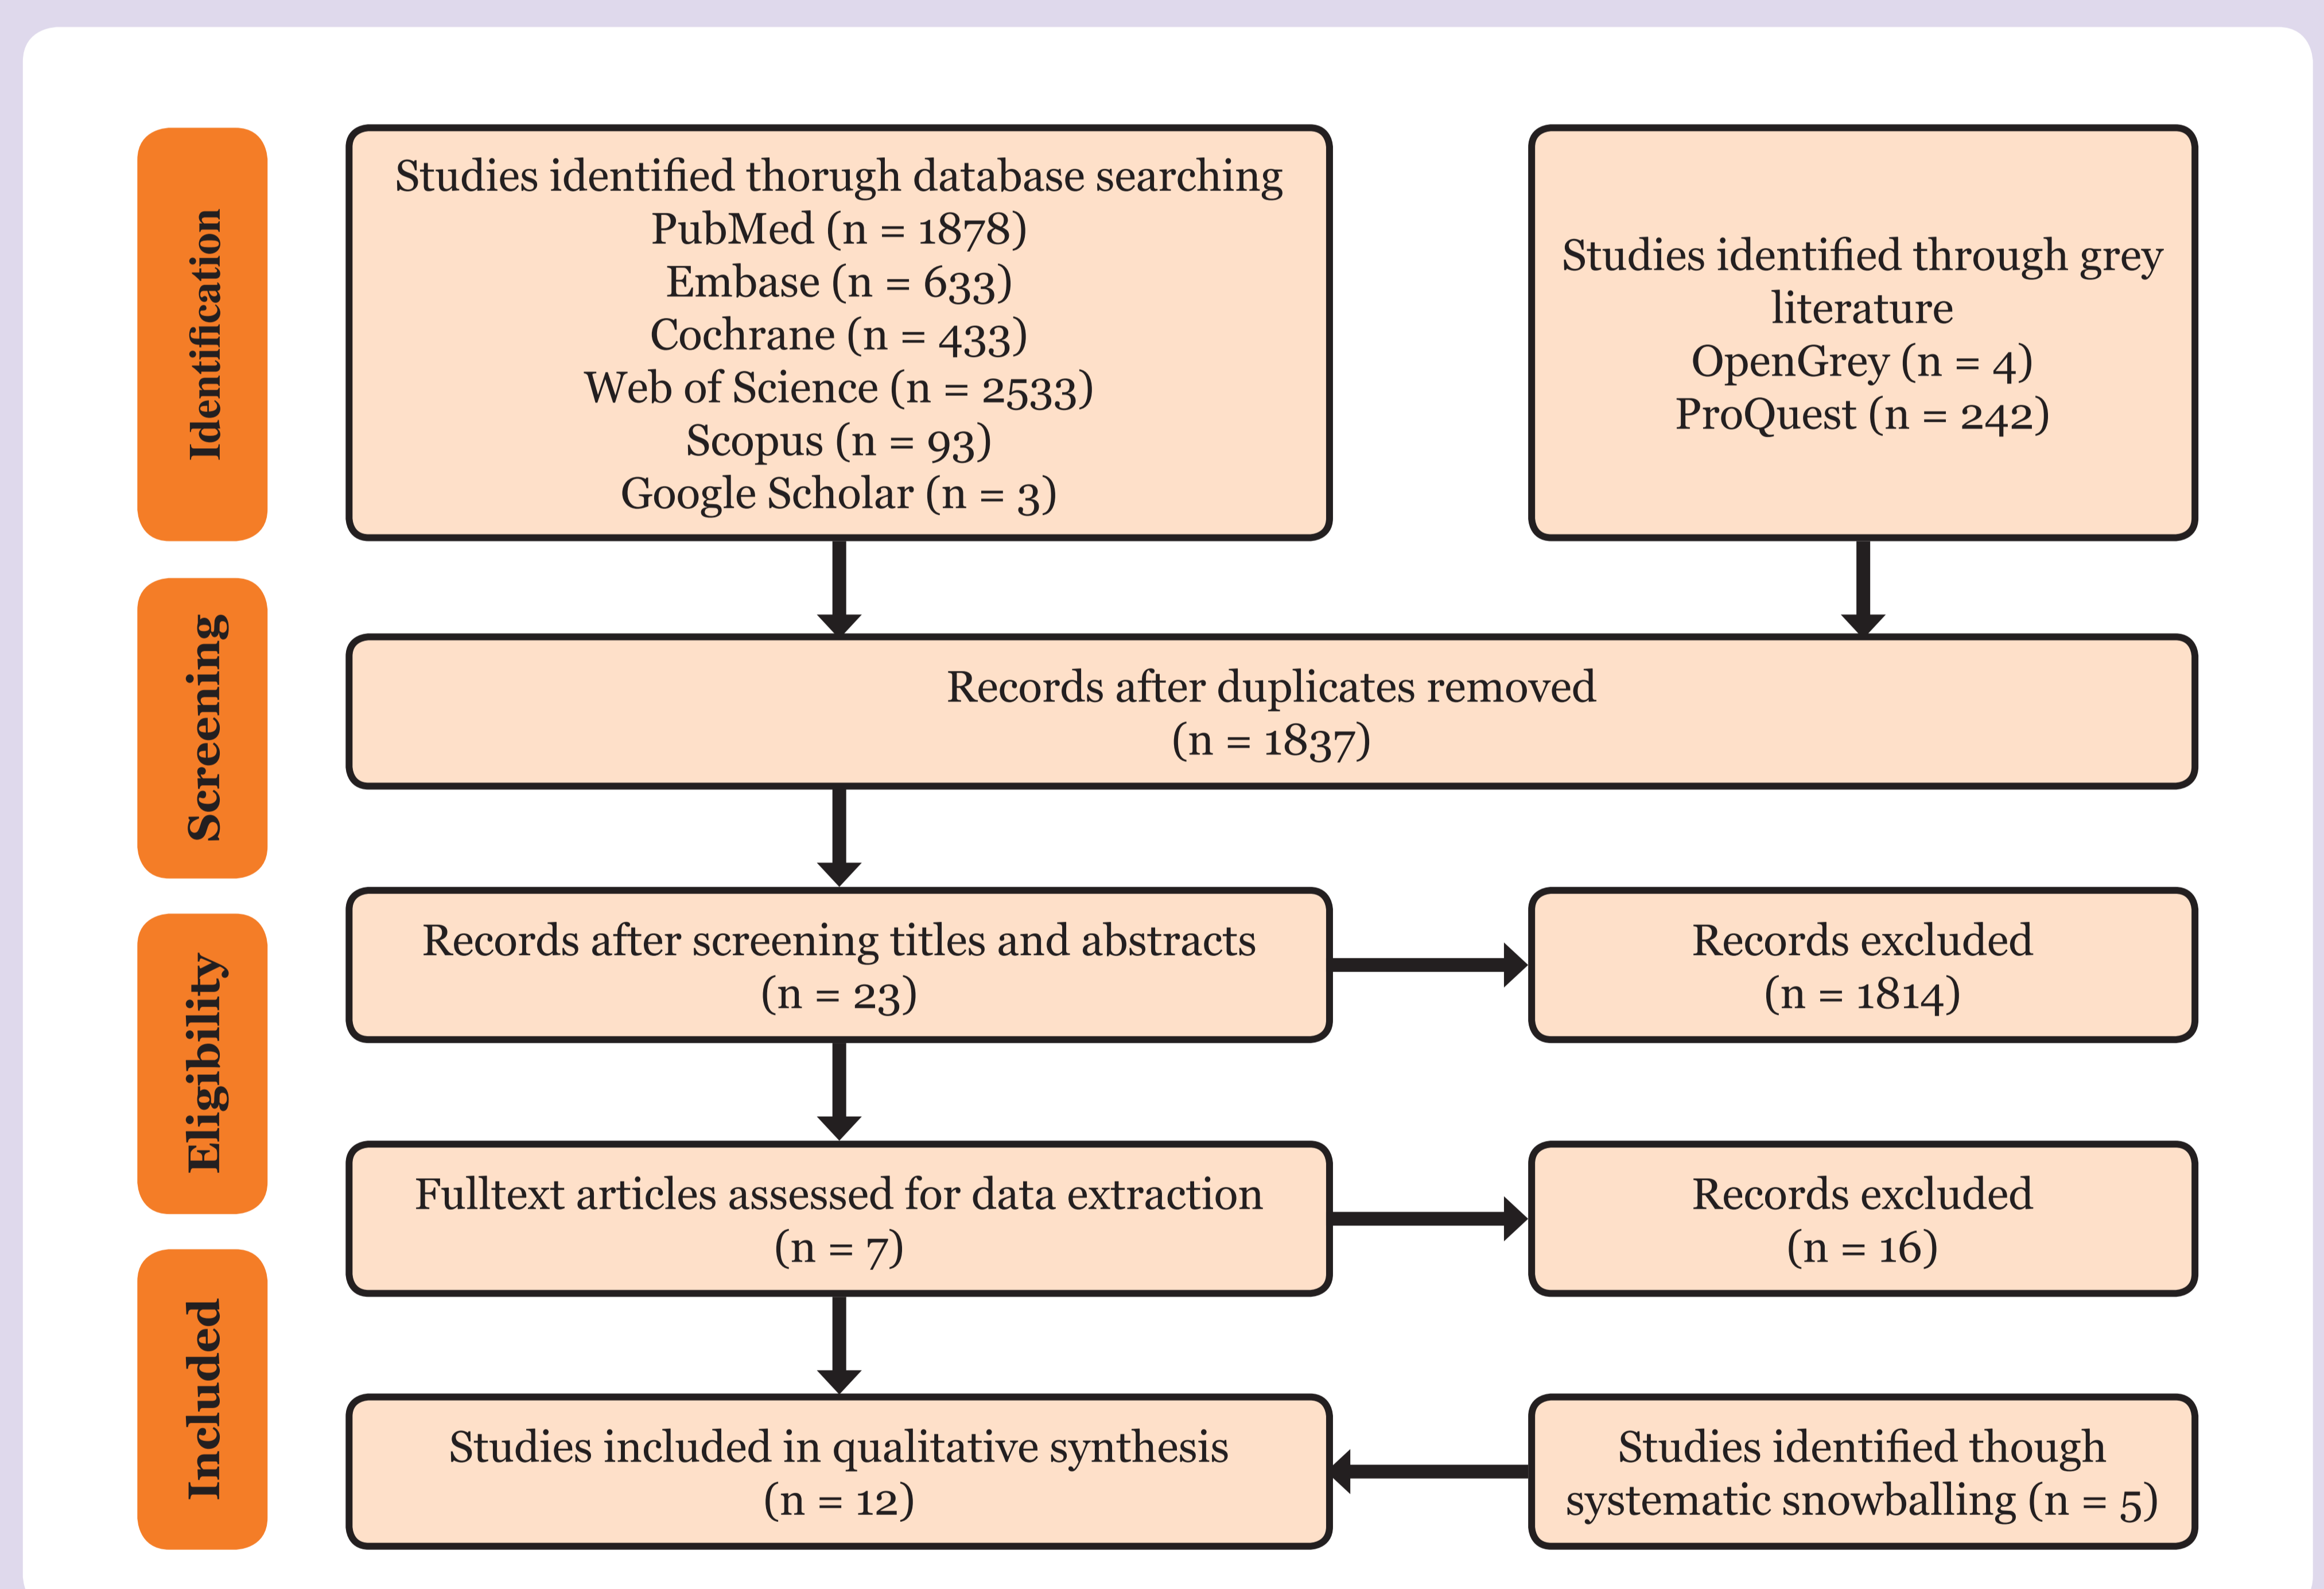 Identification
Studies identified thorugh database searching
PubMed (n = 1878)
Embase (n = 633)
Cochrane (n = 433)
Web of Science (n = 2533)
Scopus (n = 93)
Google Scholar (n = 3)
Studies identified through grey
literature
OpenGrey (n = 4)
ProQuest (n = 242)
Screening
Records after duplicates removed
(n = 1837)
Eligibility
Records after screening titles and abstracts
(n = 23)
Records excluded
(n = 1814)
Fulltext articles assessed for data extraction
(n = 7)
Records excluded
(n = 16)
Included
Studies included in qualitative synthesis
(n = 12)
Studies identified though
systematic snowballing (n = 5)